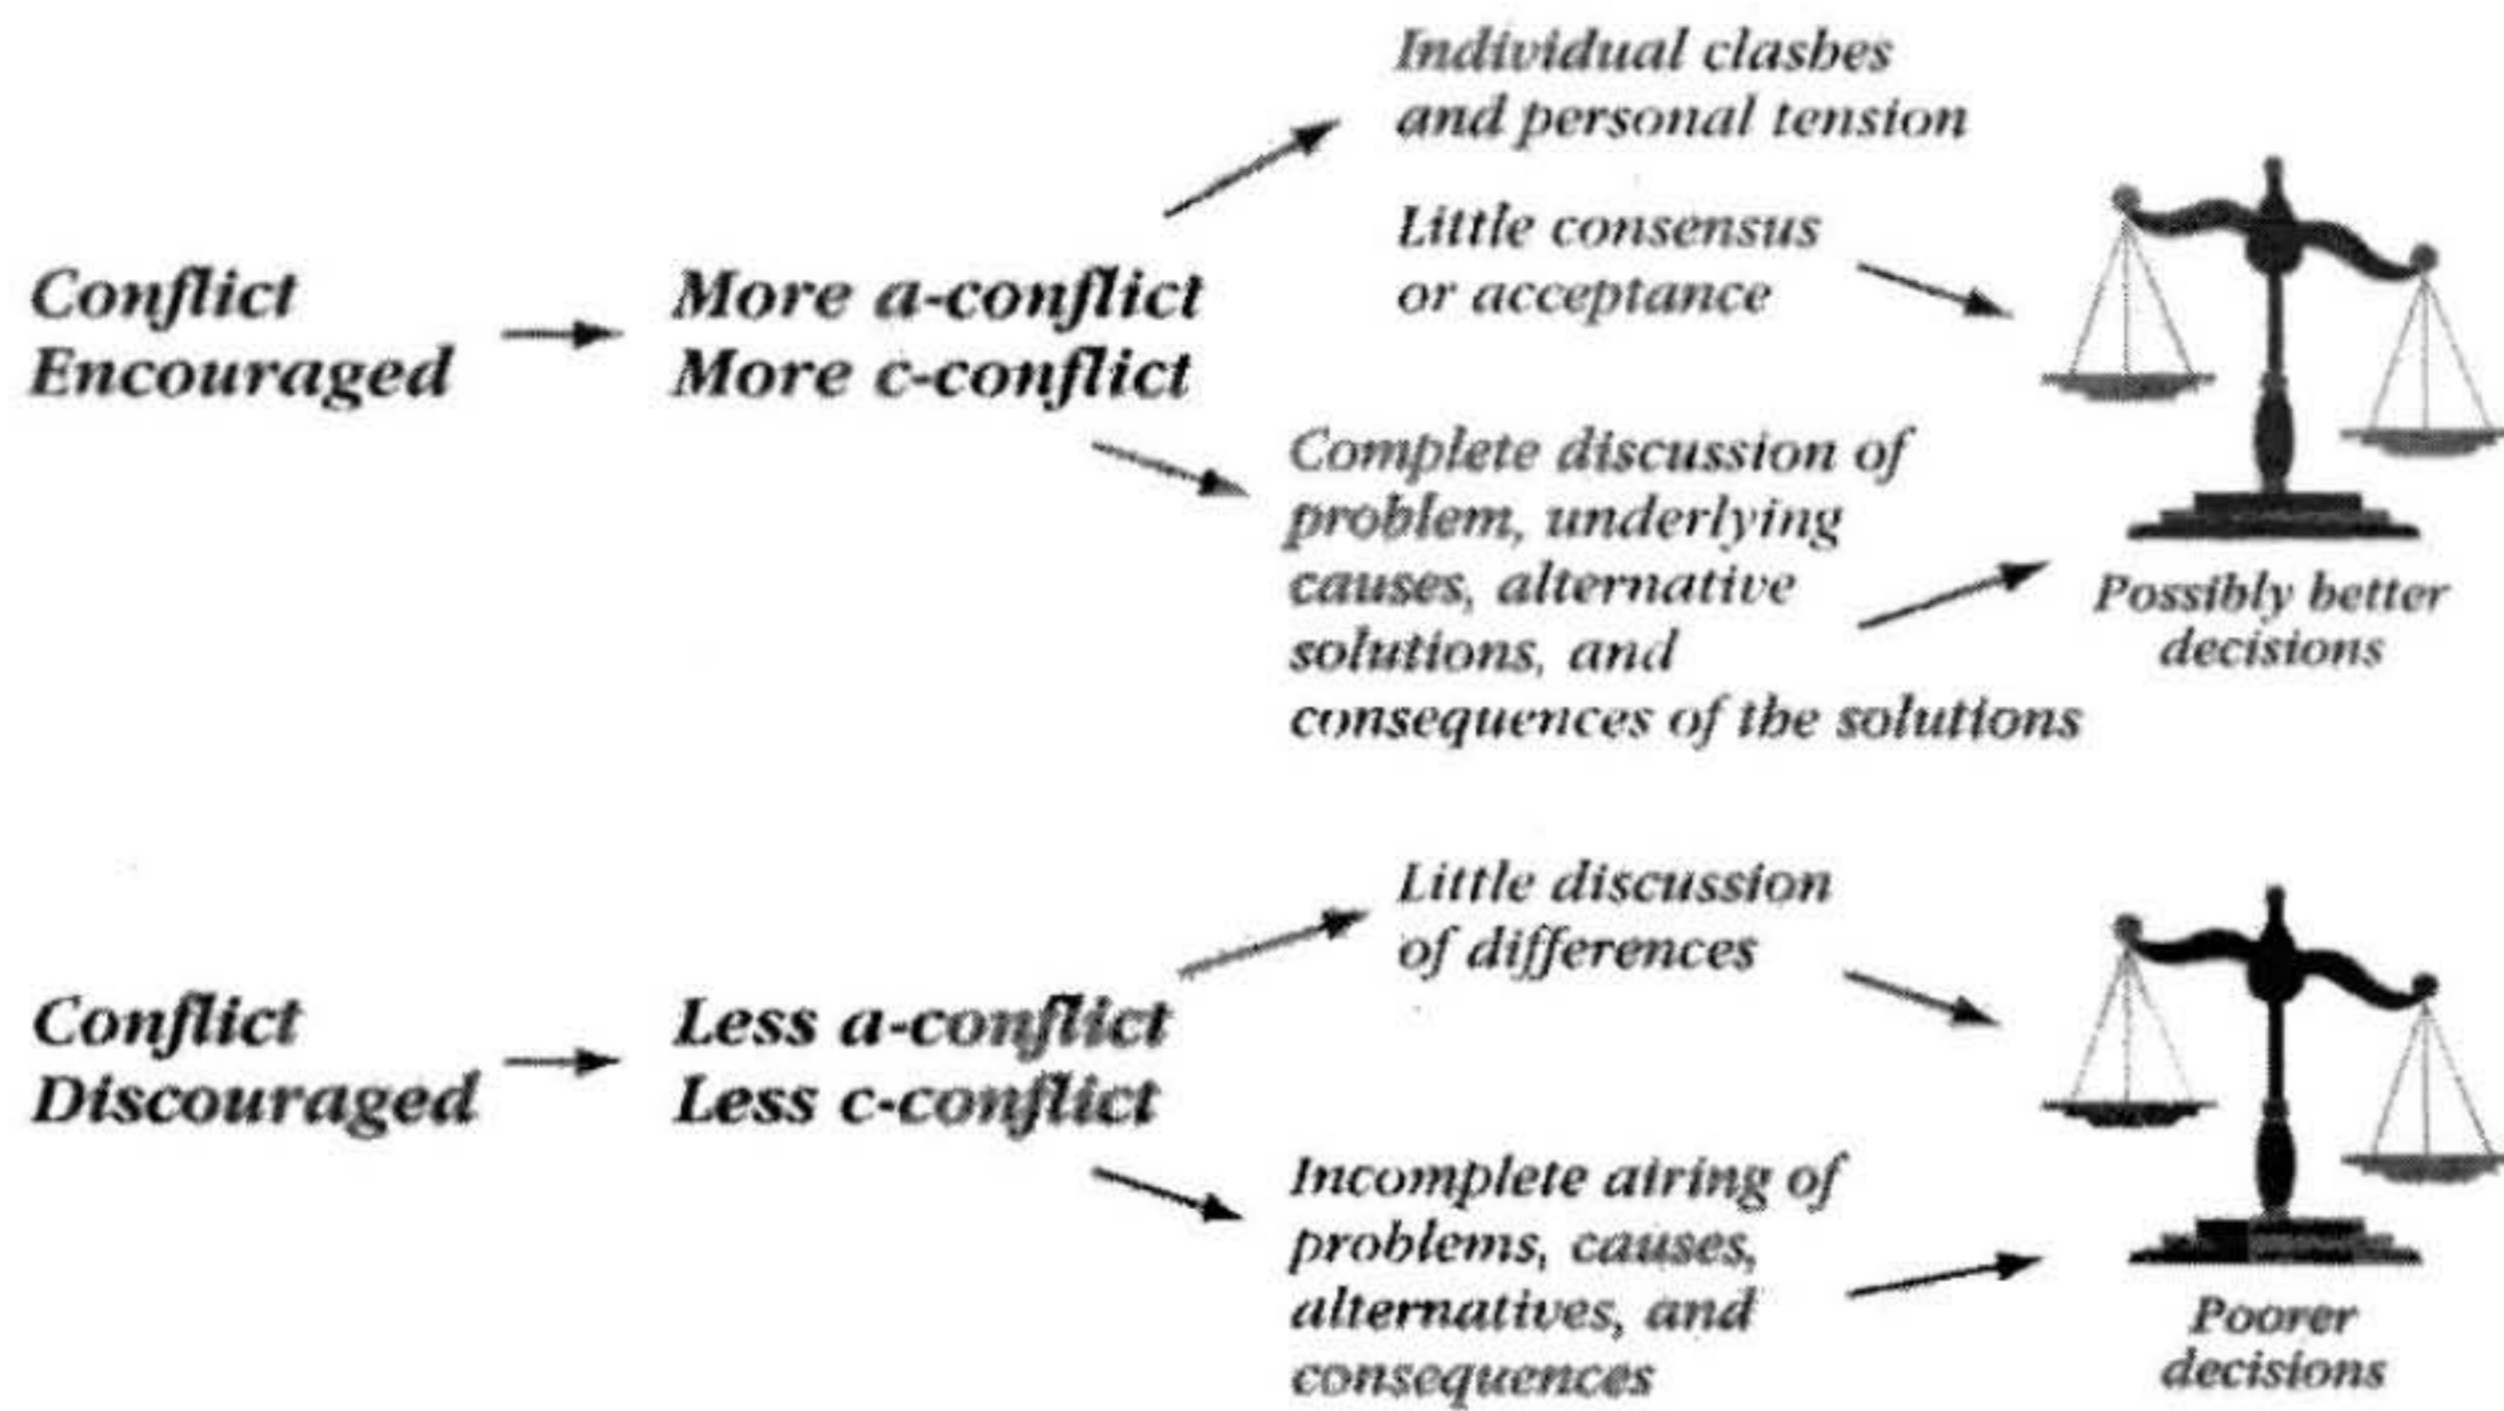 Individual clashes
and personal tension
Little consensus
or acceptance
Conflict
Encouraged
More a-conflict
More c-conflict
Complete discussion of
problem, underlying
causes, alternative
solutions, and
consequences of the solutions
Possibly better
decisions
Little discussion
of differences
Conflict
Discouraged
Less a-conflict
Less c-conflict
Incomplete airing of
problems, causes,
alternatives, and
consequences
Poorer
decisions